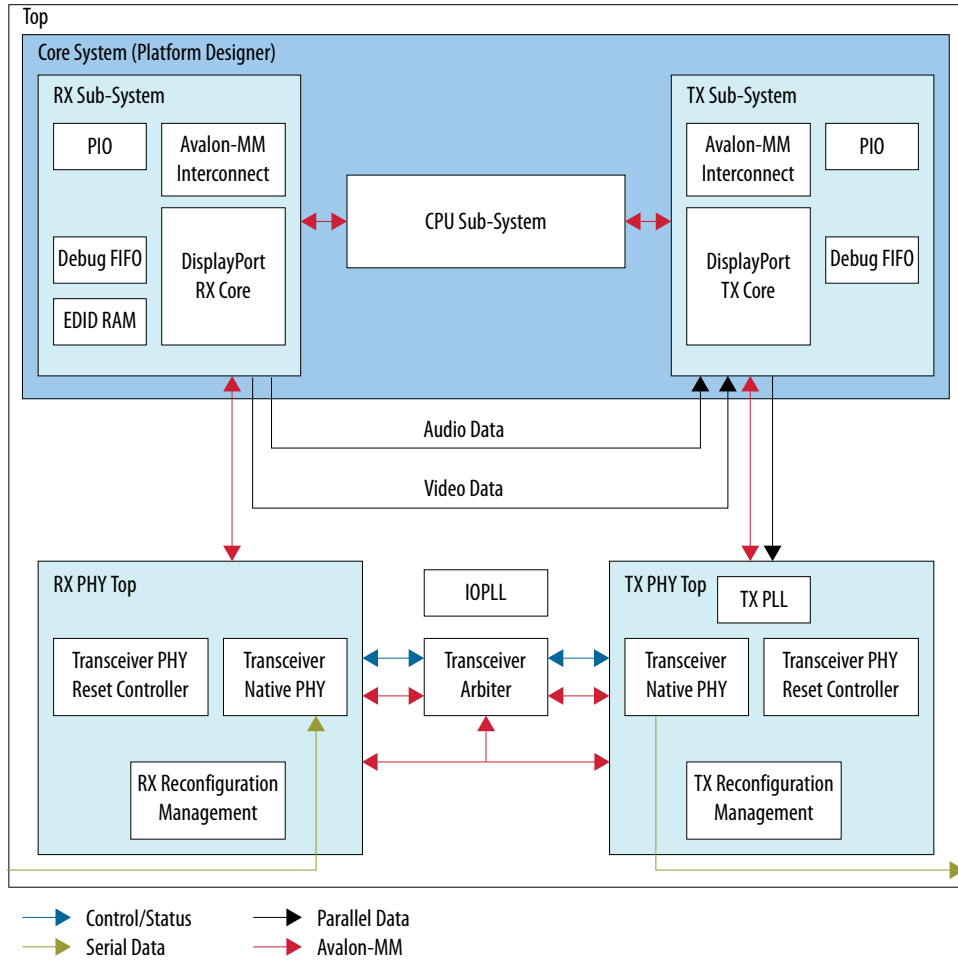 Top
Core System (Platform Designer)
RX Sub-System
PIO
Avalon-MM
Interconnect
Debug FIFO
EDID RAM
DisplayPort
RX Core
CPU Sub-System
TX Sub-System
Avalon-MM
Interconnect
PIO
DisplayPort
TX Core
Debug FIFO
Audio Data
Video Data
RX PHY Top
Transceiver PHY
Reset Controller
Transceiver
Native PHY
RX Reconfiguration
Management
IOPLL
Transceiver
Arbiter
TX PHY Top
TX PLL
Transceiver
Native PHY
Transceiver PHY
Reset Controller
TX Reconfiguration
Management
Control/Status
Parallel Data
Serial Data
Avalon-MM